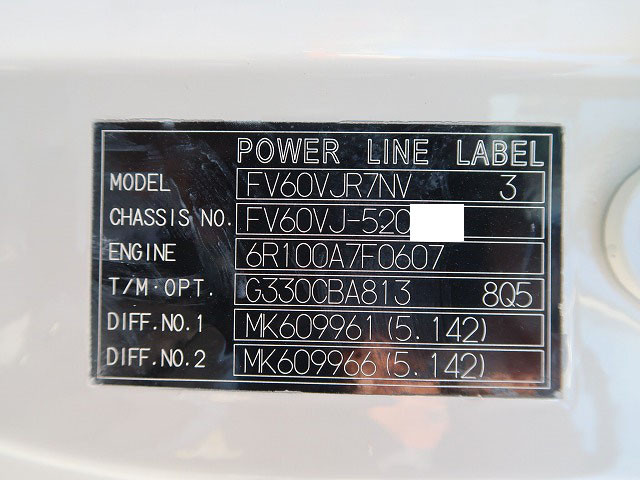 POWER LINE LABEL
MODEL FV60VJR7NV 3
CHASSIS NO. FV60VJ-520
ENGINE 6R100A7F0607
T/M·OPT. G330CBA813 8Q5
DIFF.NO.1 MK609961(5.142)
DIFF.NO.2 MK609966(5.142)